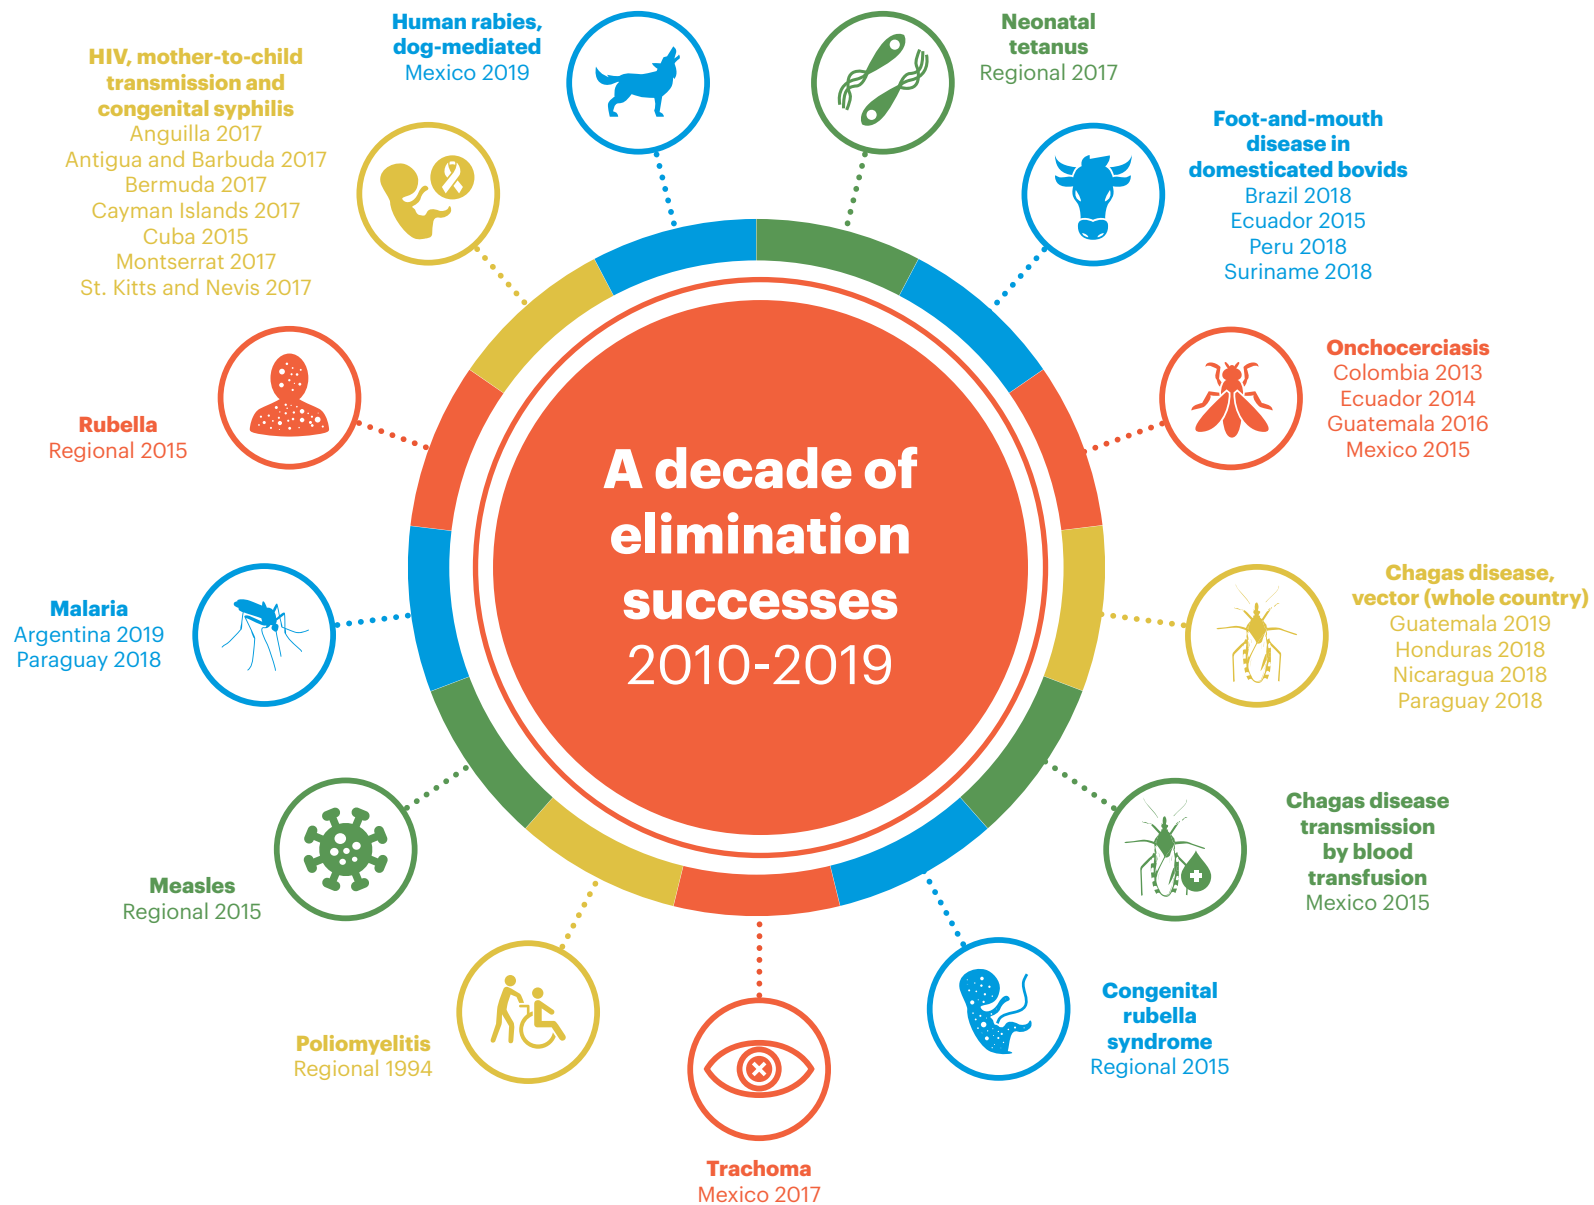 A decade of
elimination
successes
2010-2019
Human rabies,
dog-mediated
Mexico 2019
Neonatal
tetanus
Regional 2017
Foot-and-mouth
disease in
domesticated bovids
Brazil 2018
Ecuador 2015
Peru 2018
Suriname 2018
Onchocerciasis
Colombia 2013
Ecuador 2014
Guatemala 2016
Mexico 2015
Chagas disease,
vector (whole country)
Guatemala 2019
Honduras 2018
Nicaragua 2018
Paraguay 2018
Chagas disease
transmission
by blood
transfusion
Mexico 2015
Congenital
rubella
syndrome
Regional 2015
Trachoma
Mexico 2017
Poliomyelitis
Regional 1994
Measles
Regional 2015
Malaria
Argentina 2019
Paraguay 2018
Rubella
Regional 2015
HIV, mother-to-child
transmission and
congenital syphilis
Anguilla 2017
Antigua and Barbuda 2017
Bermuda 2017
Cayman Islands 2017
Cuba 2015
Montserrat 2017
St. Kitts and Nevis 2017